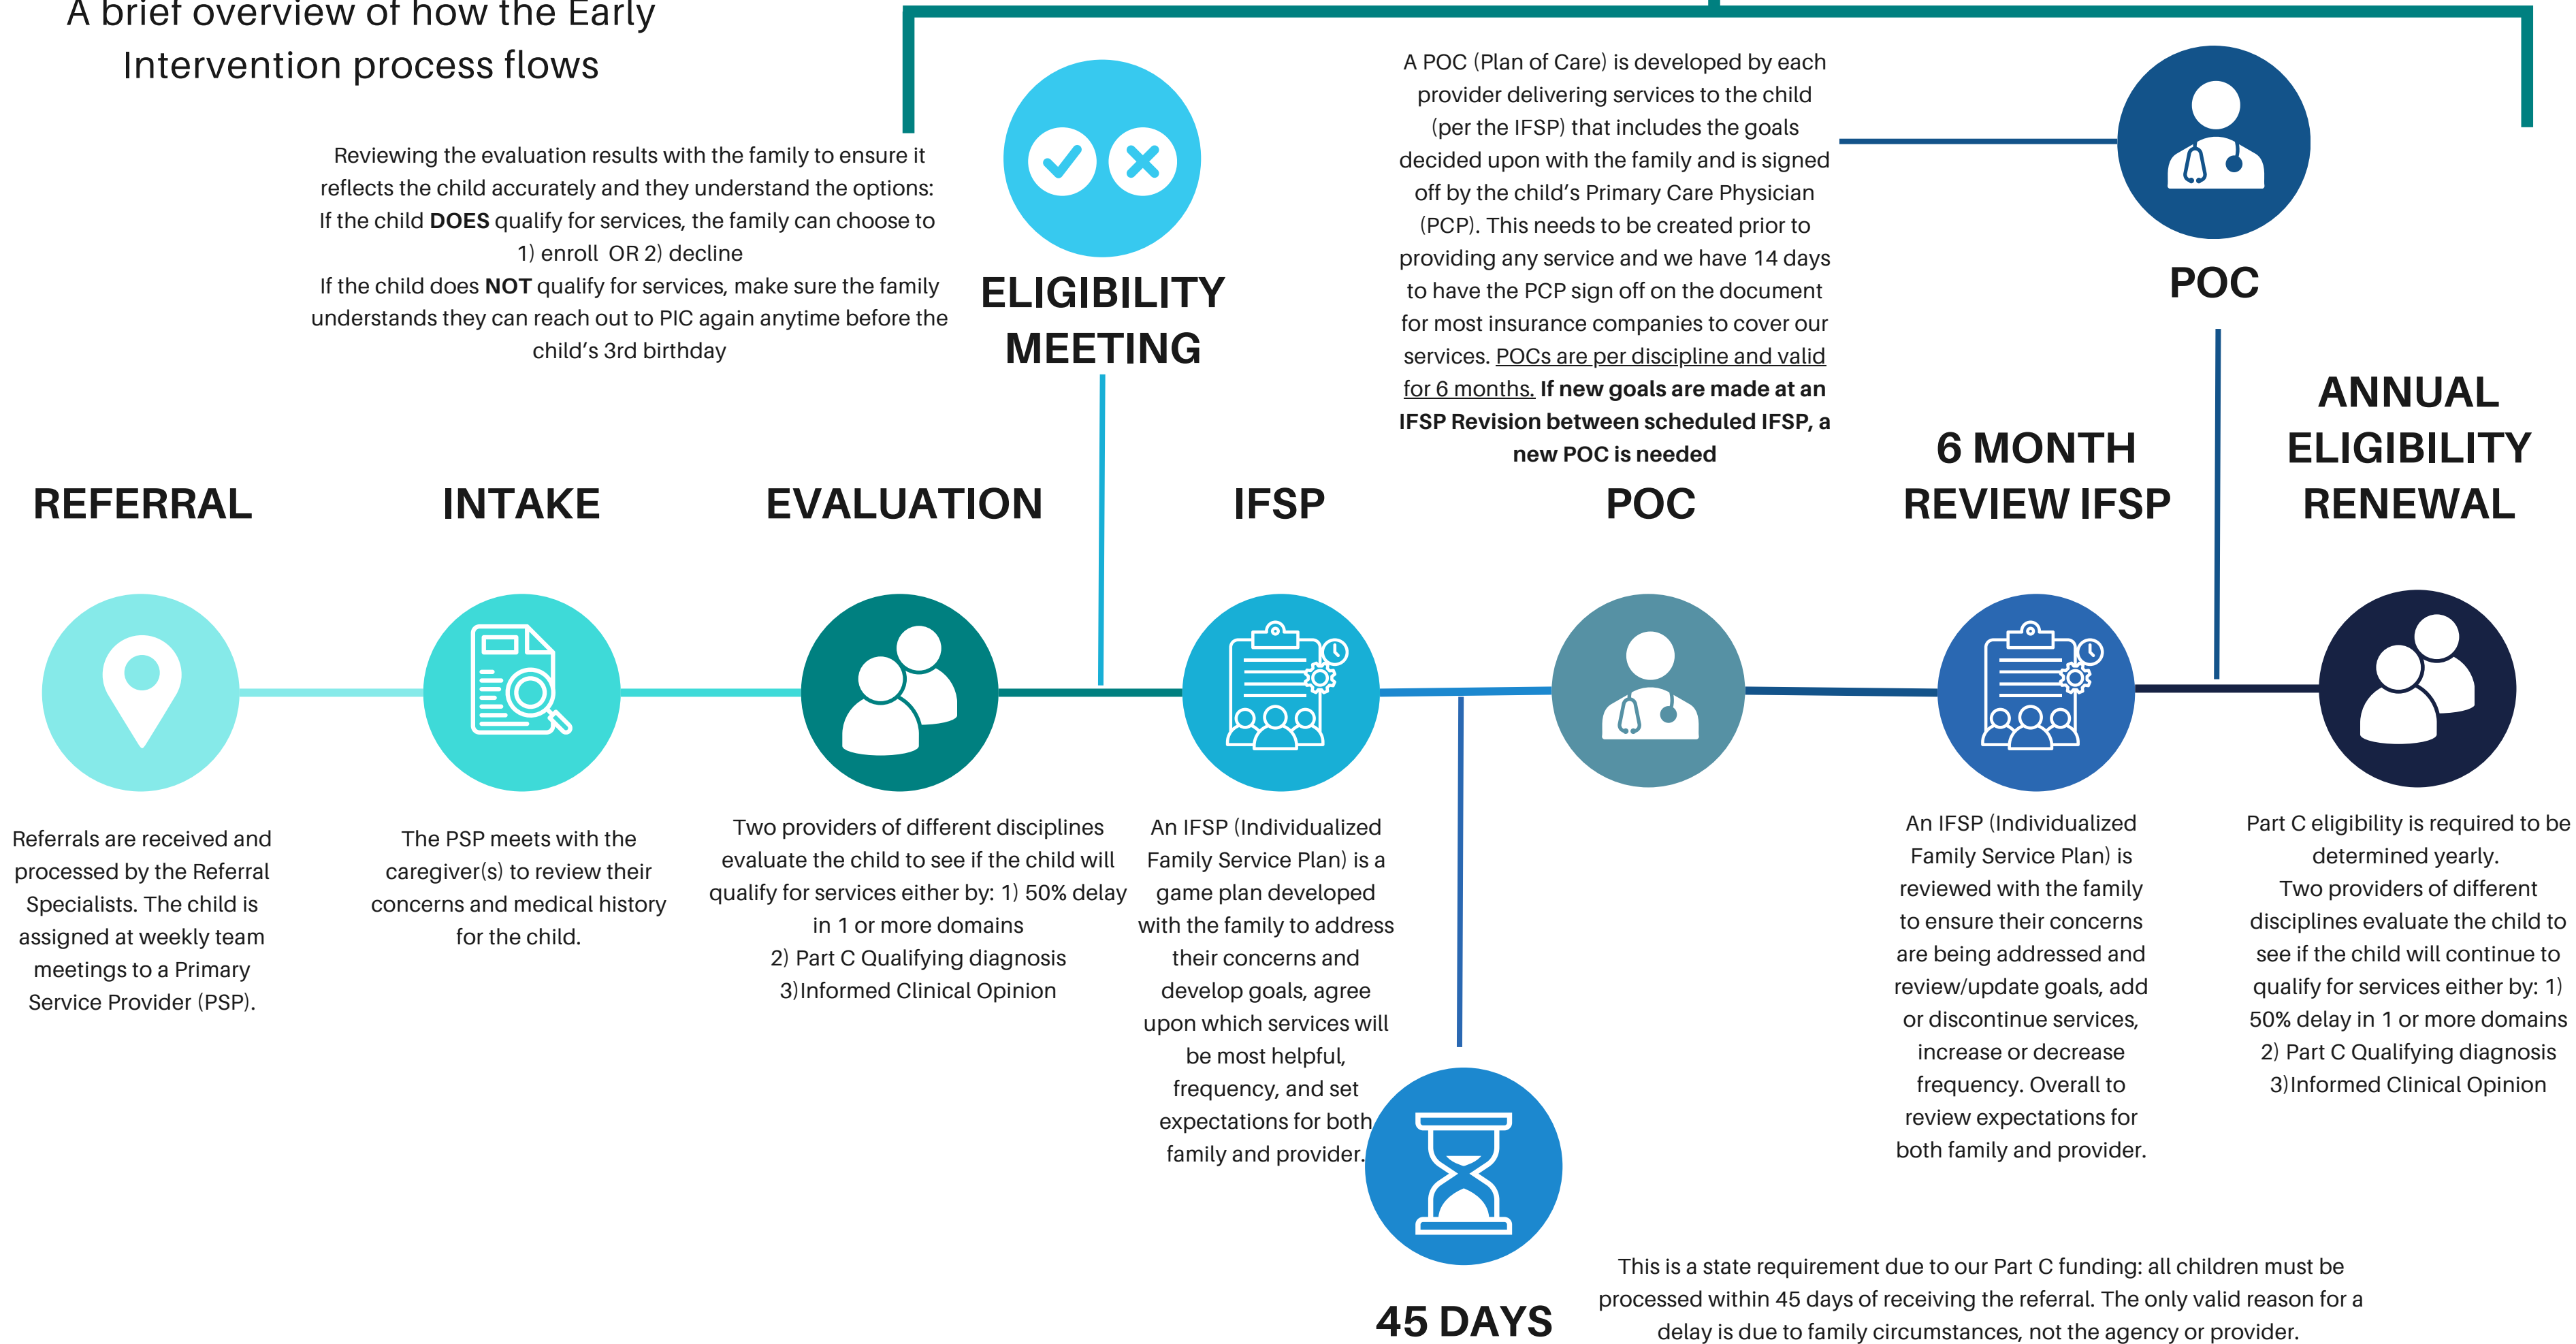 A brief overview of how the Early
Intervention process flows
Reviewing the evaluation results with the family to ensure it
reflects the child accurately and they understand the options:
If the child DOES qualify for services, the family can choose to
1) enroll OR 2) decline
If the child does NOT qualify for services, make sure the family
understands they can reach out to PIC again anytime before the
child's 3rd birthday
ELIGIBILITY
MEETING
A POC (Plan of Care) is developed by each
provider delivering services to the child
(per the IFSP) that includes the goals
decided upon with the family and is signed
off by the child's Primary Care Physician
(PCP). This needs to be created prior to
providing any service and we have 14 days
to have the PCP sign off on the document
for most insurance companies to cover our
services. POCs are per discipline and valid
for 6 months. If new goals are made at an
IFSP Revision between scheduled IFSP, a
new POC is needed
POC
REFERRAL
INTAKE
EVALUATION
IFSP
POC
6 MONTH
REVIEW IFSP
ANNUAL
ELIGIBILITY
RENEWAL
Referrals are received and
processed by the Referral
Specialists. The child is
assigned at weekly team
meetings to a Primary
Service Provider (PSP).
The PSP meets with the
caregiver(s) to review their
concerns and medical history
for the child.
Two providers of different disciplines
evaluate the child to see if the child will
qualify for services either by: 1) 50% delay
in 1 or more domains
2) Part C Qualifying diagnosis
3)Informed Clinical Opinion
An IFSP (Individualized
Family Service Plan) is a
game plan developed
with the family to address
their concerns and
develop goals, agree
upon which services will
be most helpful,
frequency, and set
expectations for both
family and provider.
An IFSP (Individualized
Family Service Plan) is
reviewed with the family
to ensure their concerns
are being addressed and
review/update goals, add
or discontinue services,
increase or decrease
frequency. Overall to
review expectations for
both family and provider.
Part C eligibility is required to be
determined yearly.
Two providers of different
disciplines evaluate the child to
see if the child will continue to
qualify for services either by: 1)
50% delay in 1 or more domains
2) Part C Qualifying diagnosis
3)Informed Clinical Opinion
45 DAYS
This is a state requirement due to our Part C funding: all children must be
processed within 45 days of receiving the referral. The only valid reason for a
delay is due to family circumstances, not the agency or provider.